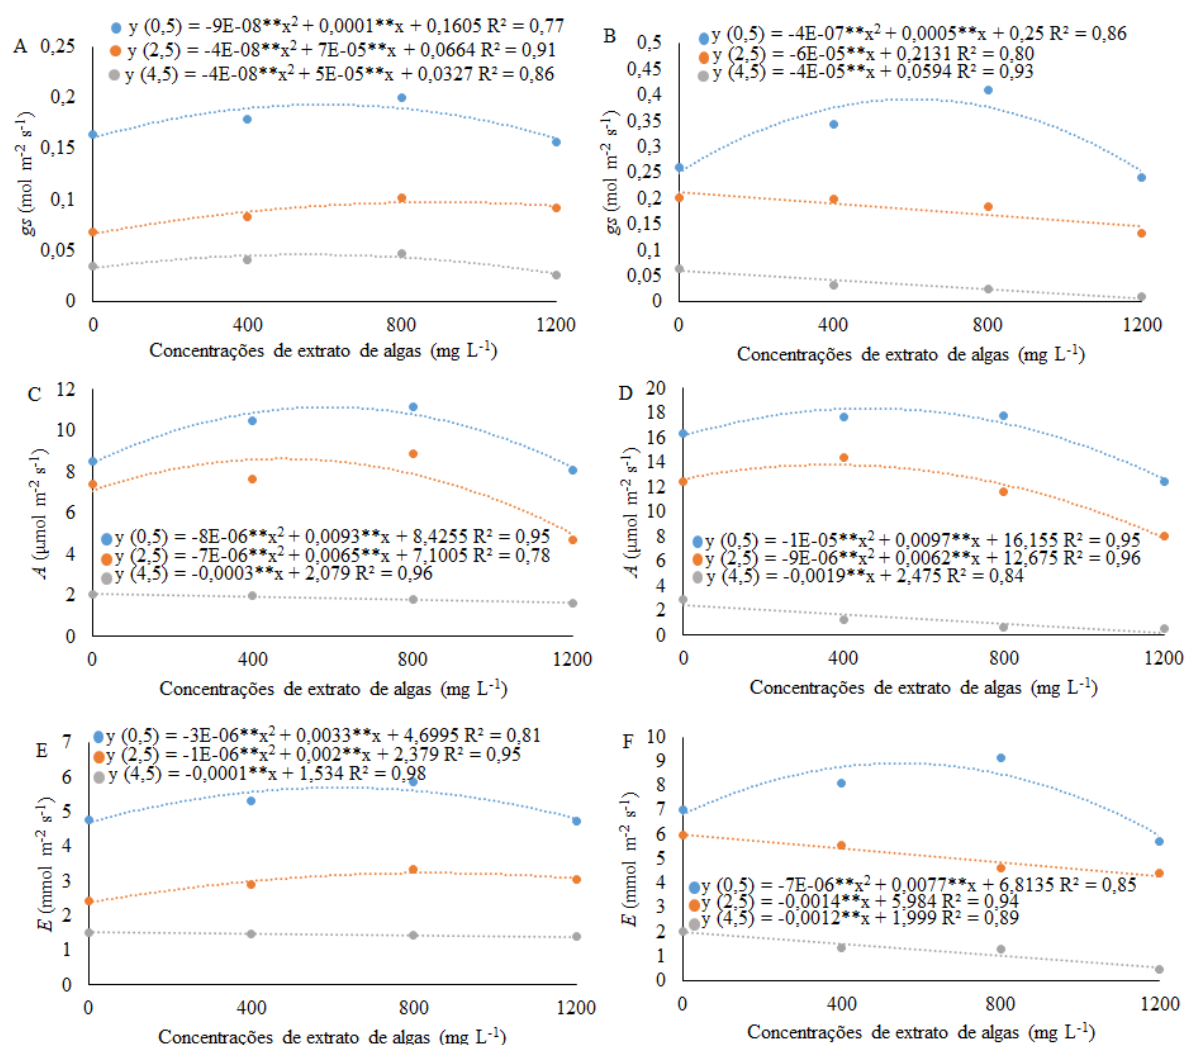 A
y (0,5) = -9E-08**x² + 0,0001**x + 0,1605 R² = 0,77
y (2,5) = -4E-08**x² + 7E-05**x + 0,0664 R² = 0,91
y (4,5) = -4E-08**x² + 5E-05**x + 0,0327 R² = 0,86
0,25
0,2
0,15
0,1
0,05
0
gs (mol m⁻² s⁻¹)
0 400 800 1200
Concentrações de extrato de algas (mg L⁻¹)
B
y (0,5) = -4E-07**x² + 0,0005**x + 0,25 R² = 0,86
y (2,5) = -6E-05**x + 0,2131 R² = 0,80
y (4,5) = -4E-05**x + 0,0594 R² = 0,93
0,5
0,45
0,4
0,35
0,3
0,25
0,2
0,15
0,1
0,05
0
gs (mol m⁻² s⁻¹)
0 400 800 1200
Concentrações de extrato de algas (mg L⁻¹)
C
12
10
8
6
4
2
0
A (µmol m⁻² s⁻¹)
y (0,5) = -8E-06**x² + 0,0093**x + 8,4255 R² = 0,95
y (2,5) = -7E-06**x² + 0,0065**x + 7,1005 R² = 0,78
y (4,5) = -0,0003**x + 2,079 R² = 0,96
0 400 800 1200
Concentrações de extrato de algas (mg L⁻¹)
D
20
18
16
14
12
10
8
6
4
2
0
A (µmol m⁻² s⁻¹)
y (0,5) = -1E-05**x² + 0,0097**x + 16,155 R² = 0,95
y (2,5) = -9E-06**x² + 0,0062**x + 12,675 R² = 0,96
y (4,5) = -0,0019**x + 2,475 R² = 0,84
0 400 800 1200
Concentrações de extrato de algas (mg L⁻¹)
E
y (0,5) = -3E-06**x² + 0,0033**x + 4,6995 R² = 0,81
y (2,5) = -1E-06**x² + 0,002**x + 2,379 R² = 0,95
y (4,5) = -0,0001**x + 1,534 R² = 0,98
7
6
5
4
3
2
1
0
E (mmol m⁻² s⁻¹)
0 400 800 1200
Concentrações de extrato de algas (mg L⁻¹)
F
10
9
8
7
6
5
4
3
2
1
0
E (mmol m⁻² s⁻¹)
y (0,5) = -7E-06**x² + 0,0077**x + 6,8135 R² = 0,85
y (2,5) = -0,0014**x + 5,984 R² = 0,94
y (4,5) = -0,0012**x + 1,999 R² = 0,89
0 400 800 1200
Concentrações de extrato de algas (mg L⁻¹)